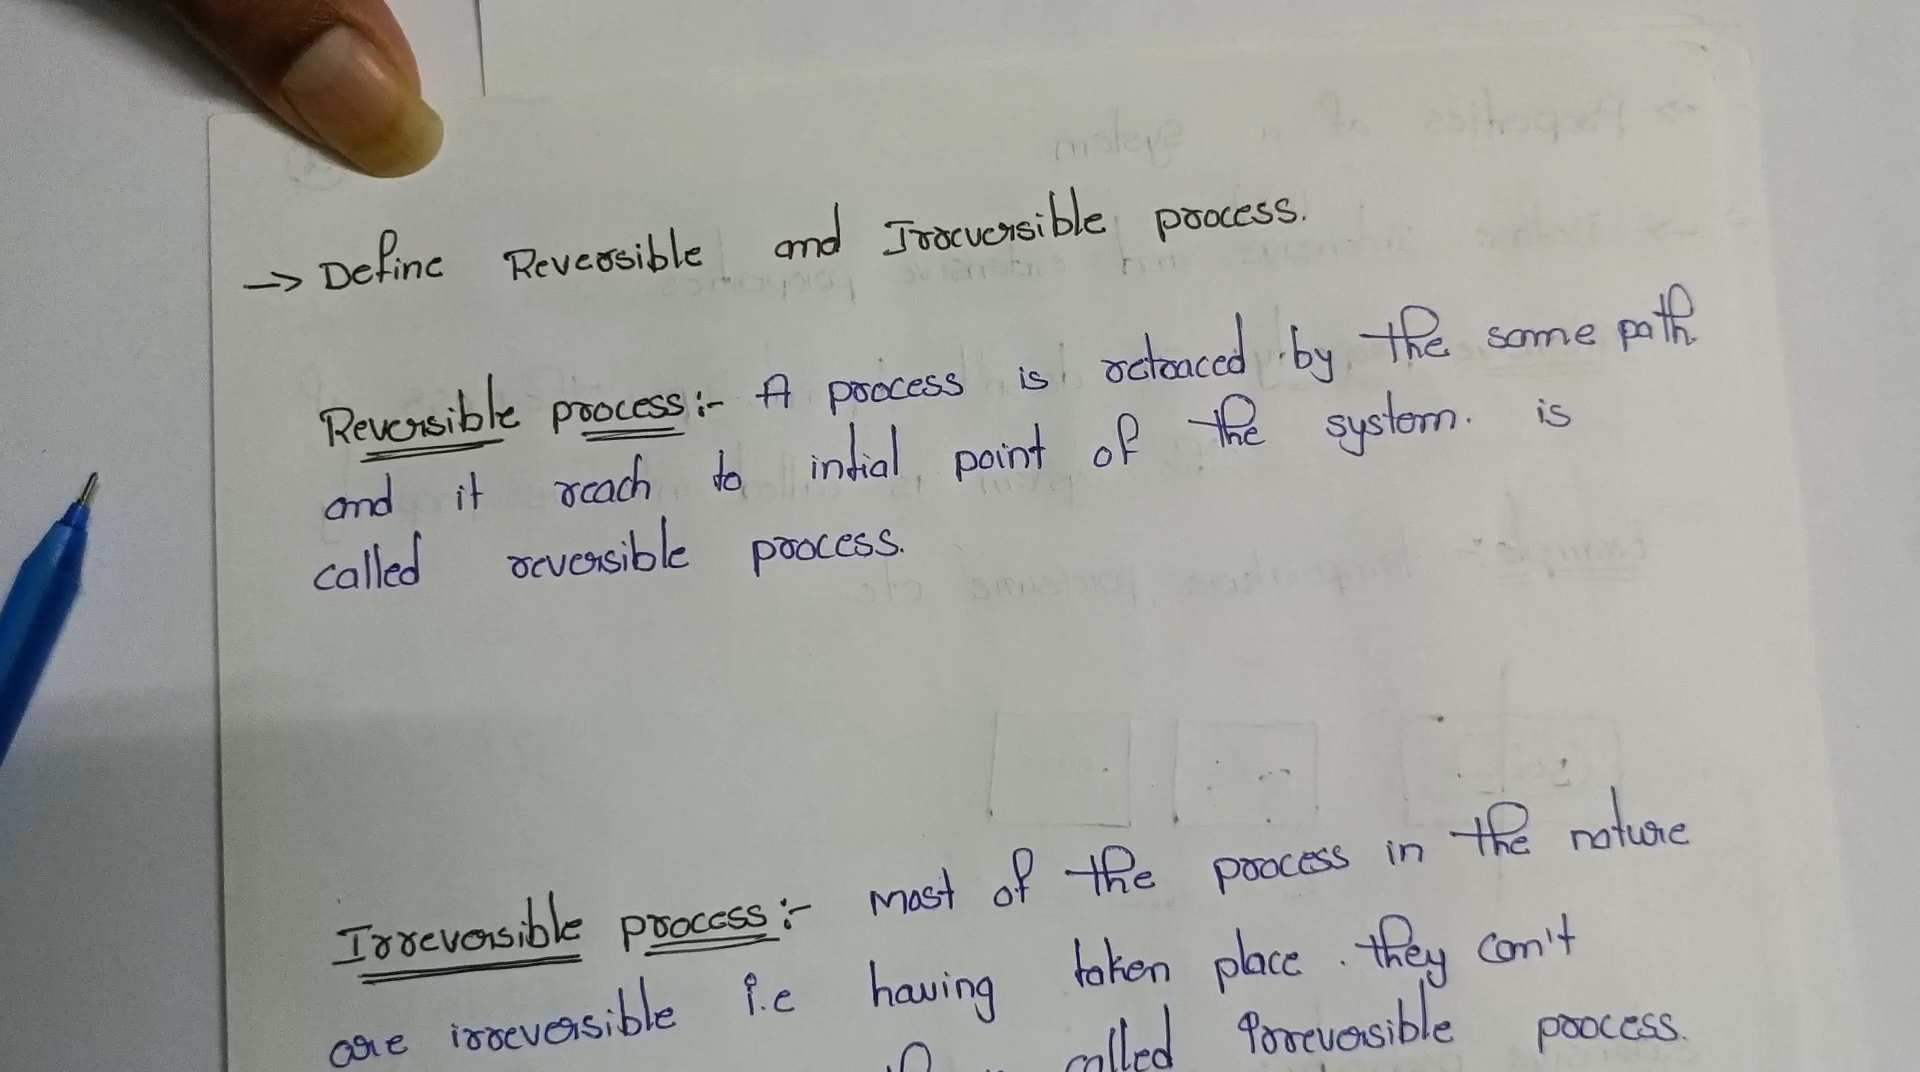 → Define Reversible and Irreversible process.
Reversible process:- A process is retraced by the same path
and it reach to intial point of the system. is
called reversible process.
Irreversible process:- most of the process in the nature
are irreversible i.e having taken place. they can't
called Irreversible process.